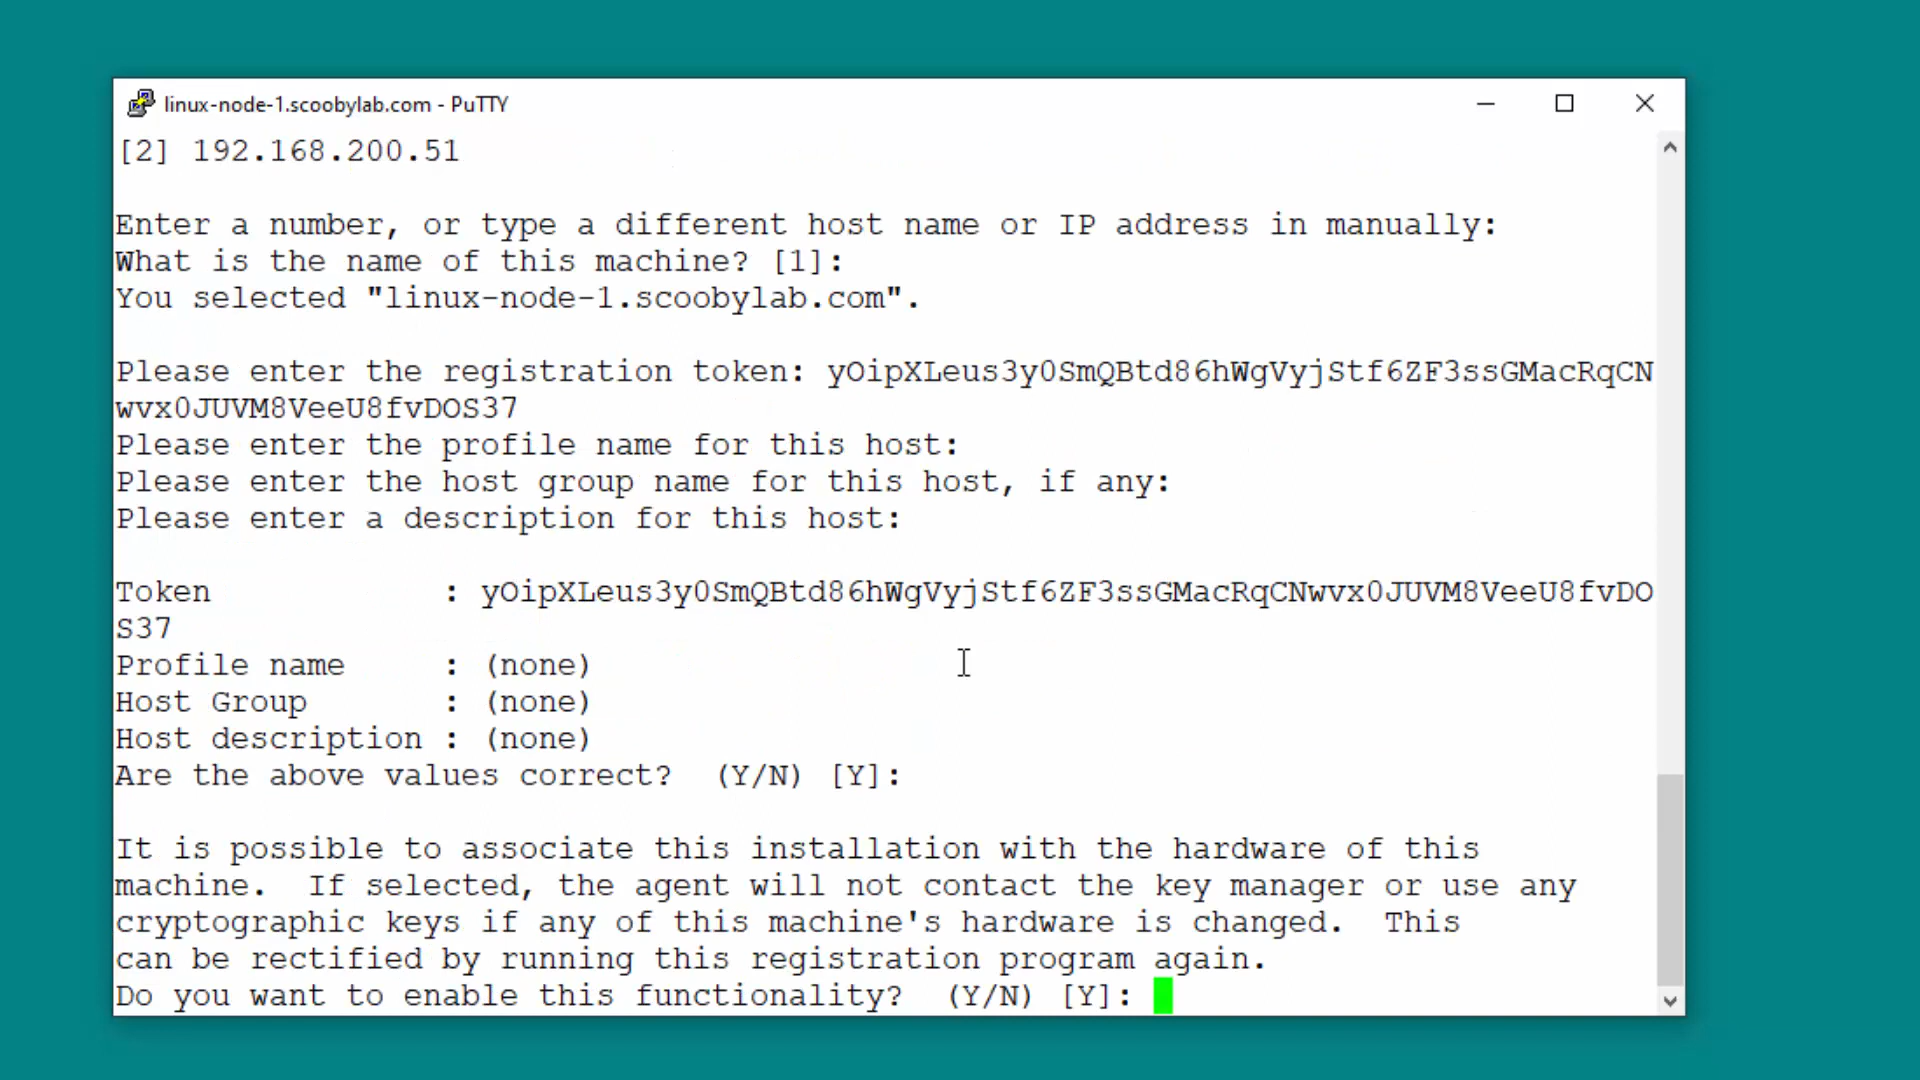 linux-node-1.scoobylab.com - PuTTY
[2] 192.168.200.51
Enter a number, or type a different host name or IP address in manually:
What is the name of this machine? [1]:
You selected "linux-node-1.scoobylab.com".
Please enter the registration token: yOipXLeus3y0SmQBtd86hWgVyjStf6ZF3ssGMacRqCN
wvx0JUVM8VeeU8fvDOS37
Please enter the profile name for this host:
Please enter the host group name for this host, if any:
Please enter a description for this host:
Token : yOipXLeus3y0SmQBtd86hWgVyjStf6ZF3ssGMacRqCNwvx0JUVM8VeeU8fvDO
S37
Profile name : (none)
Host Group : (none)
Host description : (none)
Are the above values correct? (Y/N) [Y]:
It is possible to associate this installation with the hardware of this
machine. If selected, the agent will not contact the key manager or use any
cryptographic keys if any of this machine's hardware is changed. This
can be rectified by running this registration program again.
Do you want to enable this functionality? (Y/N) [Y]: